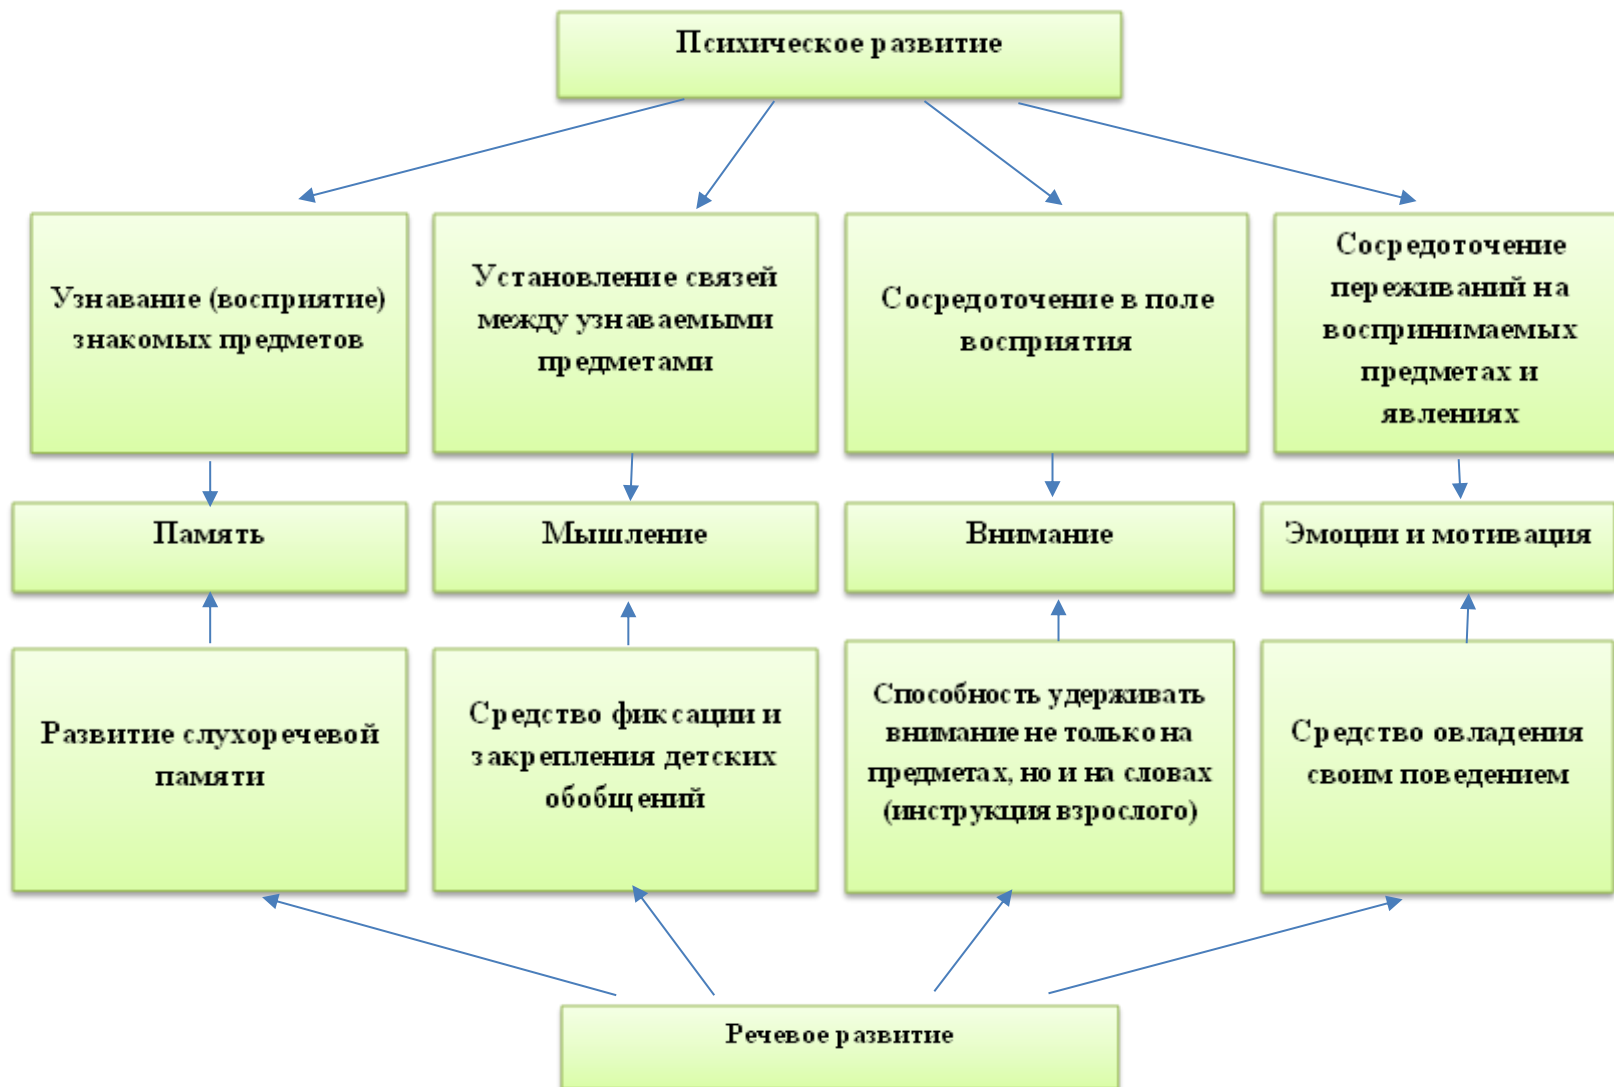 Психическое развитие
Узнавание (восприятие)
знакомых предметов
Установление связей
между узнаваемыми
предметами
Сосредоточение в поле
восприятия
Сосредоточение
переживаний на
воспринимаемых
предметах и
явлениях
Память
Мышление
Внимание
Эмоции и мотивация
Развитие слухоречевой
памяти
Средство фиксации и
закрепления детских
обобщений
Способность удерживать
внимание не только на
предметах, но и на словах
(инструкция взрослого)
Средство овладения
своим поведением
Речевое развитие